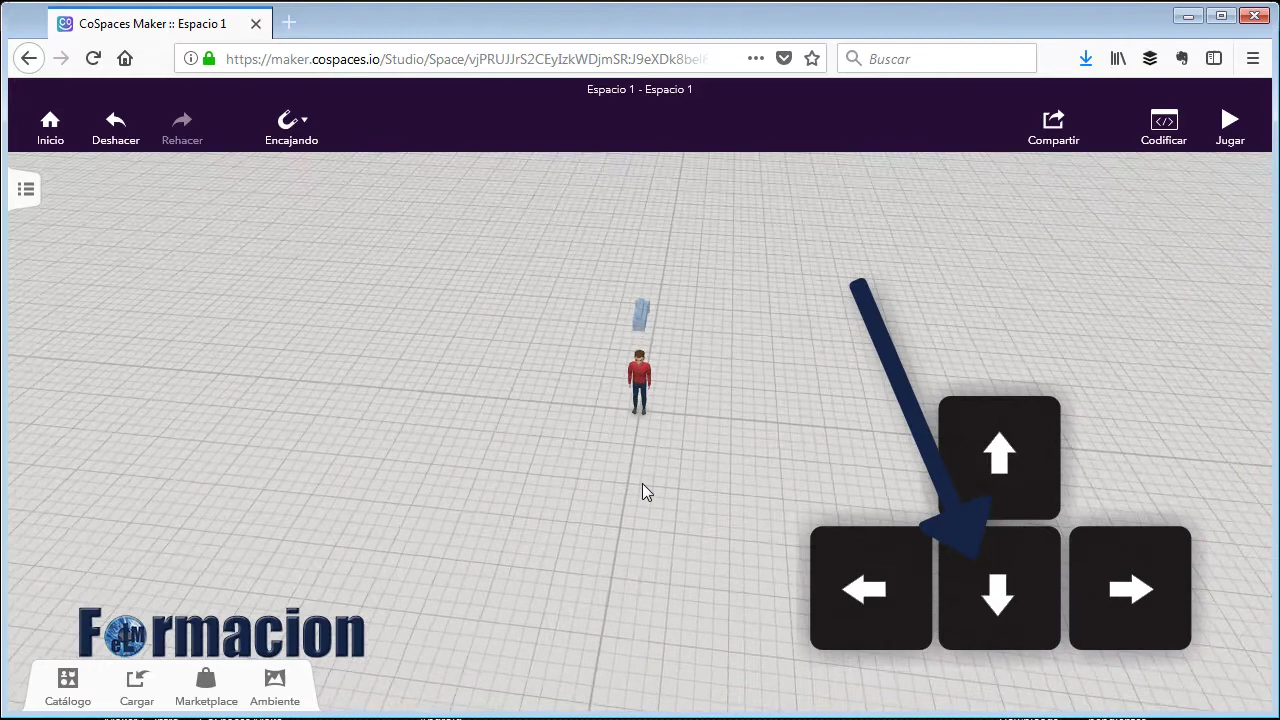 CoSpaces Maker :: Espacio 1
https://maker.cospaces.io/Studio/Space/vjPRUJJrS2CEyIzkWDjmSR:J9eXDk8bel
Buscar
Espacio 1 - Espacio 1
Inicio
Deshacer
Rehacer
Encajando
Compartir
Codificar
Jugar
Formacion
eLM
Catálogo
Cargar
Marketplace
Ambiente